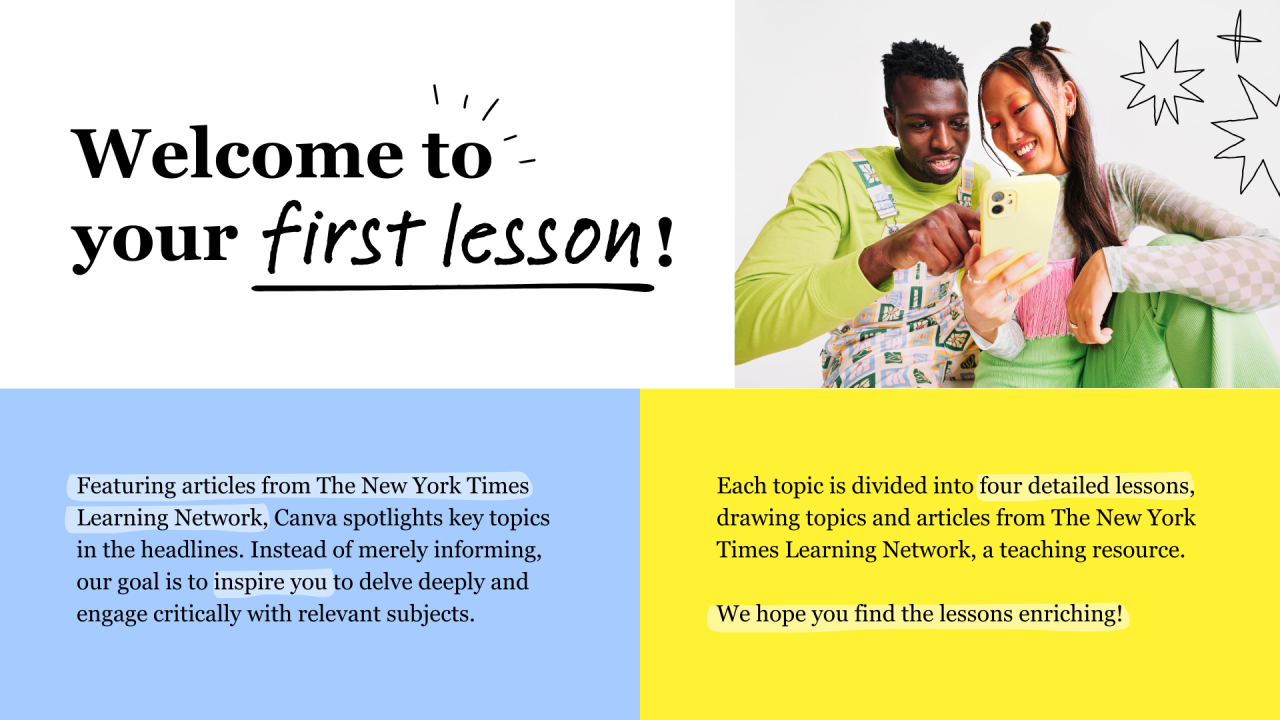 Welcome to
your first lesson!
Featuring articles from The New York Times
Learning Network, Canva spotlights key topics
in the headlines. Instead of merely informing,
our goal is to inspire you to delve deeply and
engage critically with relevant subjects.
Each topic is divided into four detailed lessons,
drawing topics and articles from The New York
Times Learning Network, a teaching resource.
We hope you find the lessons enriching!